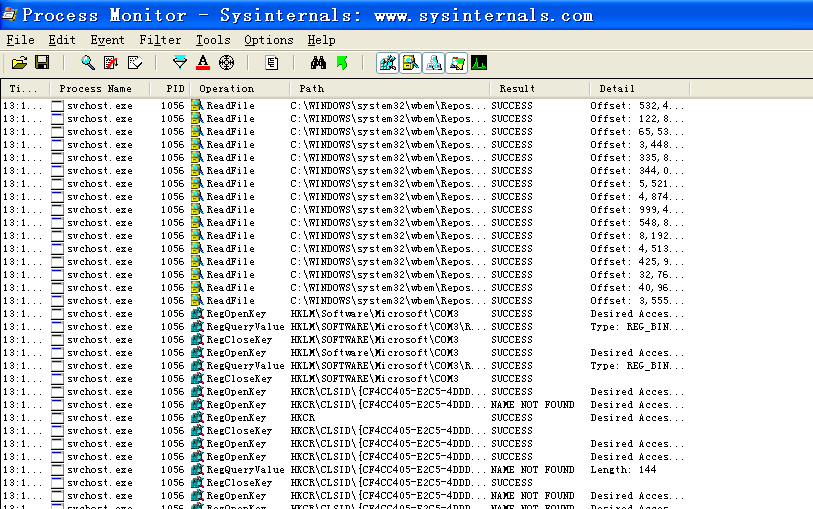 Process Monitor - Sysinternals: www.sysinternals.com
File Edit Event Filter Tools Options Help
Ti... Process Name PID Operation Path Result Detail
13:1... svchost.exe 1056 ReadFile C:\WINDOWS\system32\wbem\Repos... SUCCESS Offset: 532,4...
13:1... svchost.exe 1056 ReadFile C:\WINDOWS\system32\wbem\Repos... SUCCESS Offset: 122,8...
13:1... svchost.exe 1056 ReadFile C:\WINDOWS\system32\wbem\Repos... SUCCESS Offset: 65,53...
13:1... svchost.exe 1056 ReadFile C:\WINDOWS\system32\wbem\Repos... SUCCESS Offset: 3,448...
13:1... svchost.exe 1056 ReadFile C:\WINDOWS\system32\wbem\Repos... SUCCESS Offset: 335,8...
13:1... svchost.exe 1056 ReadFile C:\WINDOWS\system32\wbem\Repos... SUCCESS Offset: 344,0...
13:1... svchost.exe 1056 ReadFile C:\WINDOWS\system32\wbem\Repos... SUCCESS Offset: 5,521...
13:1... svchost.exe 1056 ReadFile C:\WINDOWS\system32\wbem\Repos... SUCCESS Offset: 4,874...
13:1... svchost.exe 1056 ReadFile C:\WINDOWS\system32\wbem\Repos... SUCCESS Offset: 999,4...
13:1... svchost.exe 1056 ReadFile C:\WINDOWS\system32\wbem\Repos... SUCCESS Offset: 548,8...
13:1... svchost.exe 1056 ReadFile C:\WINDOWS\system32\wbem\Repos... SUCCESS Offset: 8,192...
13:1... svchost.exe 1056 ReadFile C:\WINDOWS\system32\wbem\Repos... SUCCESS Offset: 4,513...
13:1... svchost.exe 1056 ReadFile C:\WINDOWS\system32\wbem\Repos... SUCCESS Offset: 425,9...
13:1... svchost.exe 1056 ReadFile C:\WINDOWS\system32\wbem\Repos... SUCCESS Offset: 32,76...
13:1... svchost.exe 1056 ReadFile C:\WINDOWS\system32\wbem\Repos... SUCCESS Offset: 40,96...
13:1... svchost.exe 1056 ReadFile C:\WINDOWS\system32\wbem\Repos... SUCCESS Offset: 3,555...
13:1... svchost.exe 1056 RegOpenKey HKLM\Software\Microsoft\COM3 SUCCESS Desired Acces...
13:1... svchost.exe 1056 RegQueryValue HKLM\SOFTWARE\Microsoft\COM3\R... SUCCESS Type: REG_BIN...
13:1... svchost.exe 1056 RegCloseKey HKLM\SOFTWARE\Microsoft\COM3 SUCCESS
13:1... svchost.exe 1056 RegOpenKey HKLM\Software\Microsoft\COM3 SUCCESS Desired Acces...
13:1... svchost.exe 1056 RegQueryValue HKLM\SOFTWARE\Microsoft\COM3\R... SUCCESS Type: REG_BIN...
13:1... svchost.exe 1056 RegCloseKey HKLM\SOFTWARE\Microsoft\COM3 SUCCESS
13:1... svchost.exe 1056 RegOpenKey HKCR\CLSID\{CF4CC405-E2C5-4DDD... SUCCESS Desired Acces...
13:1... svchost.exe 1056 RegOpenKey HKCR\CLSID\{CF4CC405-E2C5-4DDD... NAME NOT FOUND Desired Acces...
13:1... svchost.exe 1056 RegOpenKey HKCR SUCCESS Desired Acces...
13:1... svchost.exe 1056 RegCloseKey HKCR\CLSID\{CF4CC405-E2C5-4DDD... SUCCESS
13:1... svchost.exe 1056 RegOpenKey HKCR\CLSID\{CF4CC405-E2C5-4DDD... SUCCESS Desired Acces...
13:1... svchost.exe 1056 RegOpenKey HKCR\CLSID\{CF4CC405-E2C5-4DDD... SUCCESS Desired Acces...
13:1... svchost.exe 1056 RegQueryValue HKCR\CLSID\{CF4CC405-E2C5-4DDD... NAME NOT FOUND Length: 144
13:1... svchost.exe 1056 RegCloseKey HKCR\CLSID\{CF4CC405-E2C5-4DDD... SUCCESS
13:1... svchost.exe 1056 RegOpenKey HKCR\CLSID\{CF4CC405-E2C5-4DDD... NAME NOT FOUND Desired Acces...
13:1... svchost.exe 1056 RegOpenKey HKCR\CLSID\{CF4CC405-E2C5-4DDD... NAME NOT FOUND Desired Acces...